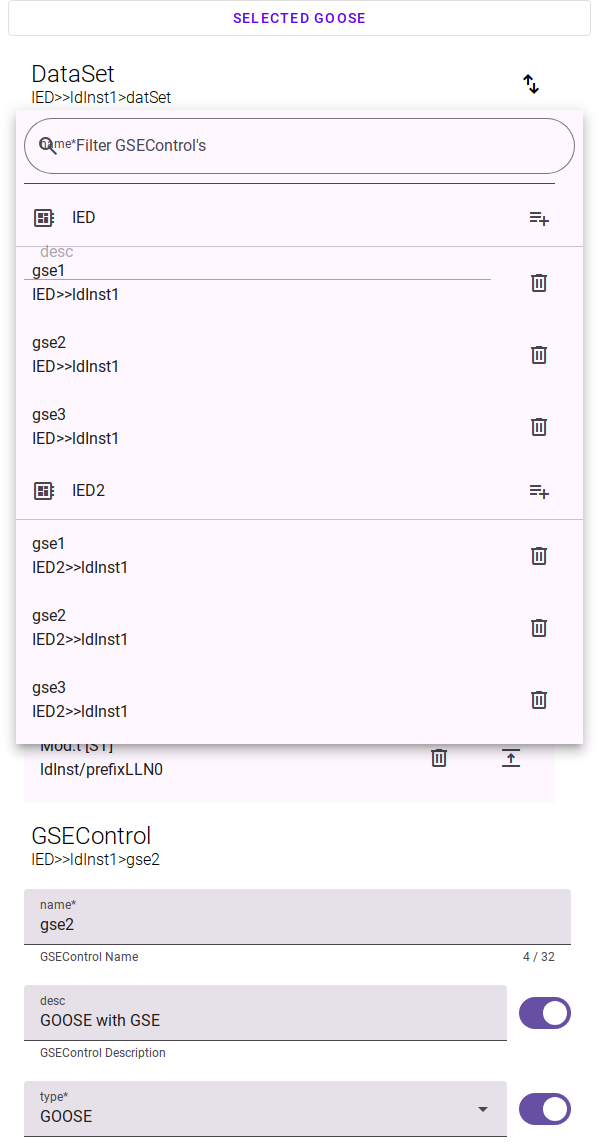 SELECTED GOOSE
DataSet
IED>>ldInst1>datSet
name*
Filter GSEControl's
IED
desc
gse1
IED>>ldInst1
gse2
IED>>ldInst1
gse3
IED>>ldInst1
IED2
gse1
IED2>>ldInst1
gse2
IED2>>ldInst1
gse3
IED2>>ldInst1
Mod.t [ST]
ldInst/prefixLLN0
GSEControl
IED>>ldInst1>gse2
name*
gse2
GSEControl Name 4 / 32
desc
GOOSE with GSE
GSEControl Description
type*
GOOSE